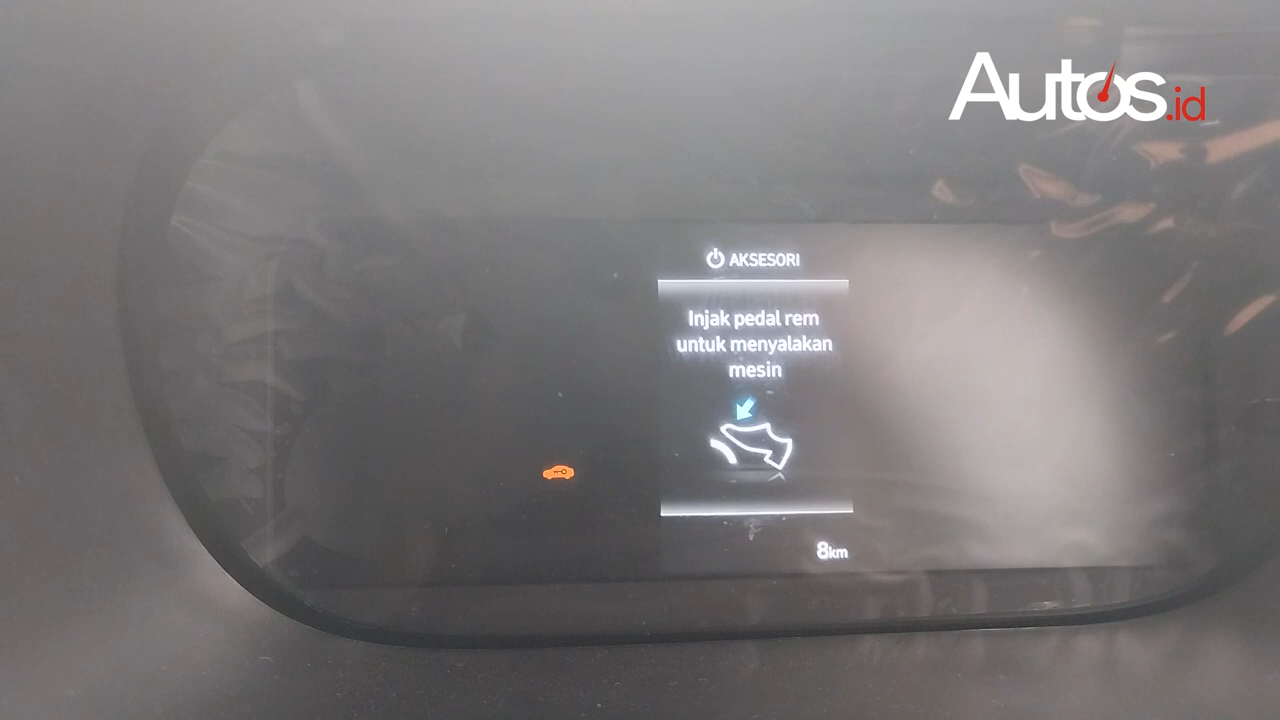 Autos.id
AKSESORI
Injak pedal rem
untuk menyalakan
mesin
8km